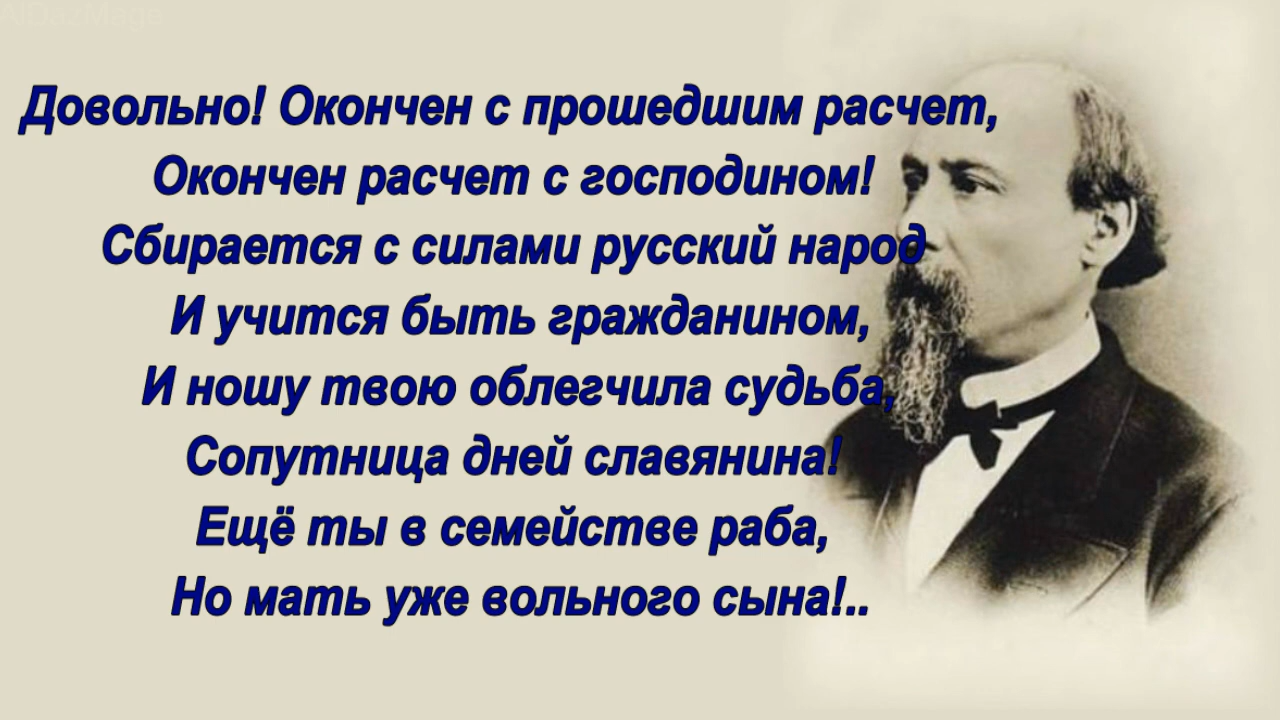 AlDazMage
Довольно! Окончен с прошедшим расчет,
Окончен расчет с господином!
Сбирается с силами русский народ
И учится быть гражданином,
И ношу твою облегчила судьба,
Сопутница дней славянина!
Ещё ты в семействе раба,
Но мать уже вольного сына!..